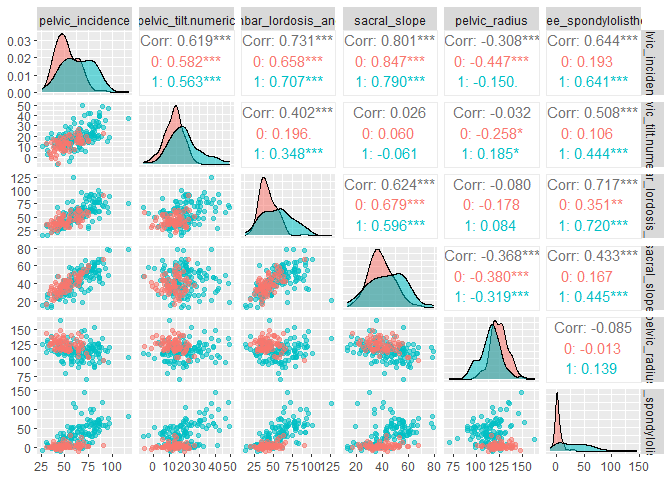 pelvic_incidence pelvic_tilt.numeric mbar_lordosis_an sacral_slope pelvic_radius ee_spondylolisthe
0.03
0.02
0.01
0.00
Corr: 0.619***
0: 0.582***
1: 0.563***
Corr: 0.731***
0: 0.658***
1: 0.707***
Corr: 0.801***
0: 0.847***
1: 0.790***
Corr: -0.308***
0: -0.447***
1: -0.150.
Corr: 0.644***
0: 0.193
1: 0.641***
50
40
30
20
10
0
Corr: 0.402***
0: 0.196.
1: 0.348***
Corr: 0.026
0: 0.060
1: -0.061
Corr: -0.032
0: -0.258*
1: 0.185*
Corr: 0.508***
0: 0.106
1: 0.444***
125
100
75
50
25
Corr: 0.624***
0: 0.679***
1: 0.596***
Corr: -0.080
0: -0.178
1: 0.084
Corr: 0.717***
0: 0.351**
1: 0.720***
80
60
40
20
Corr: -0.368***
0: -0.380***
1: -0.319***
Corr: 0.433***
0: 0.167
1: 0.445***
sacral_slope
150
125
100
75
Corr: -0.085
0: -0.013
1: 0.139
150
100
50
0
25 50 75 100
0 10 20 30 40 50
25 50 75 100 125
20 40 60 80
75 100 125 150
0 50 100 150